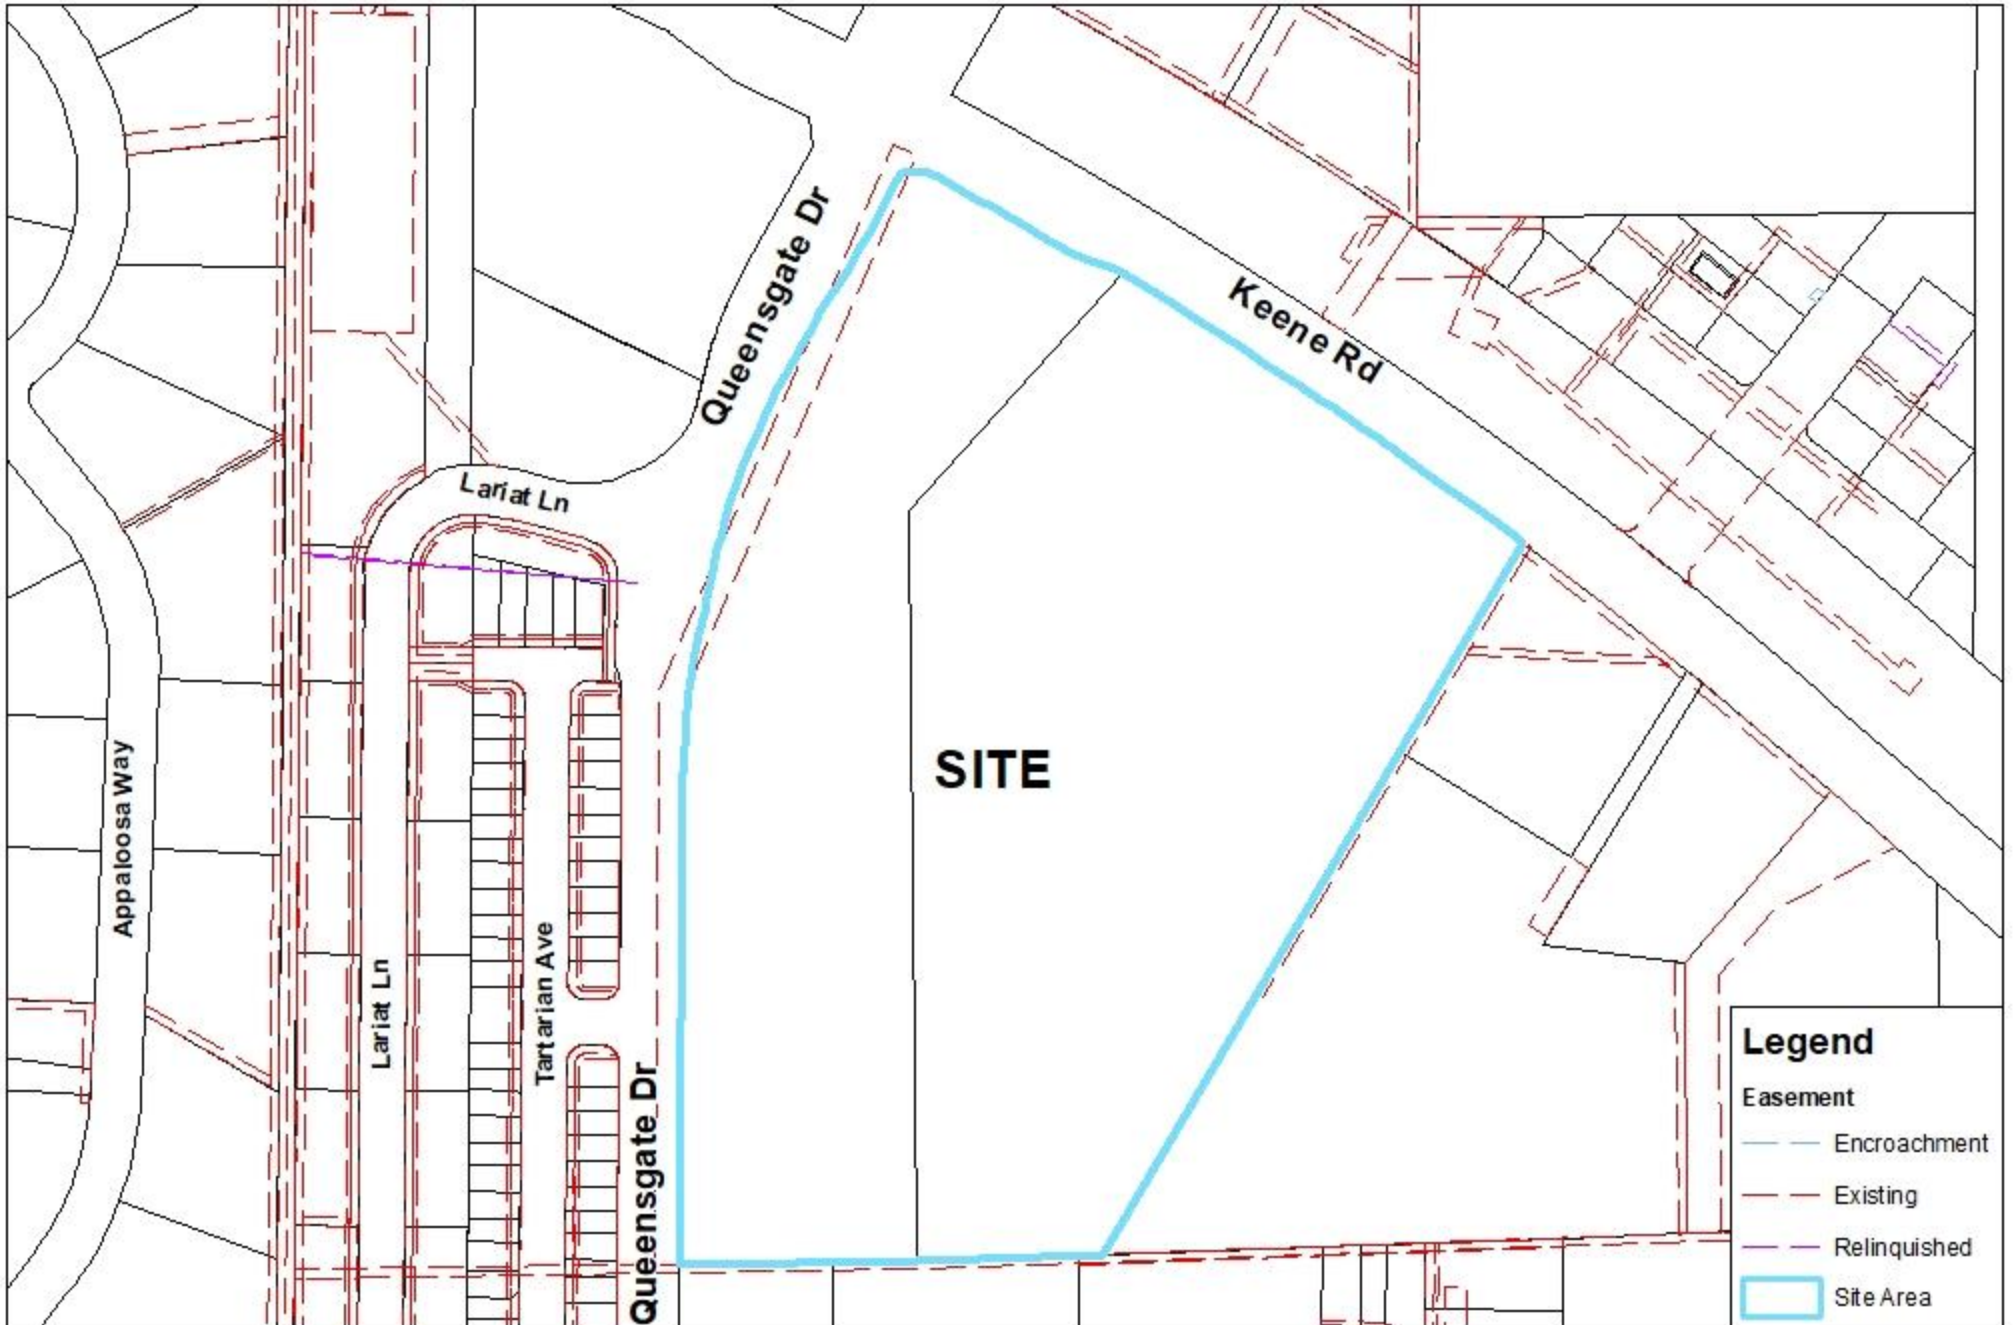 Queensgate Dr
Keene Rd
Lariat Ln
SITE
Appaloosa Way
Lariat Ln
Tartarian Ave
Queensgate Dr
Legend
Easement
Encroachment
Existing
Relinquished
Site Area